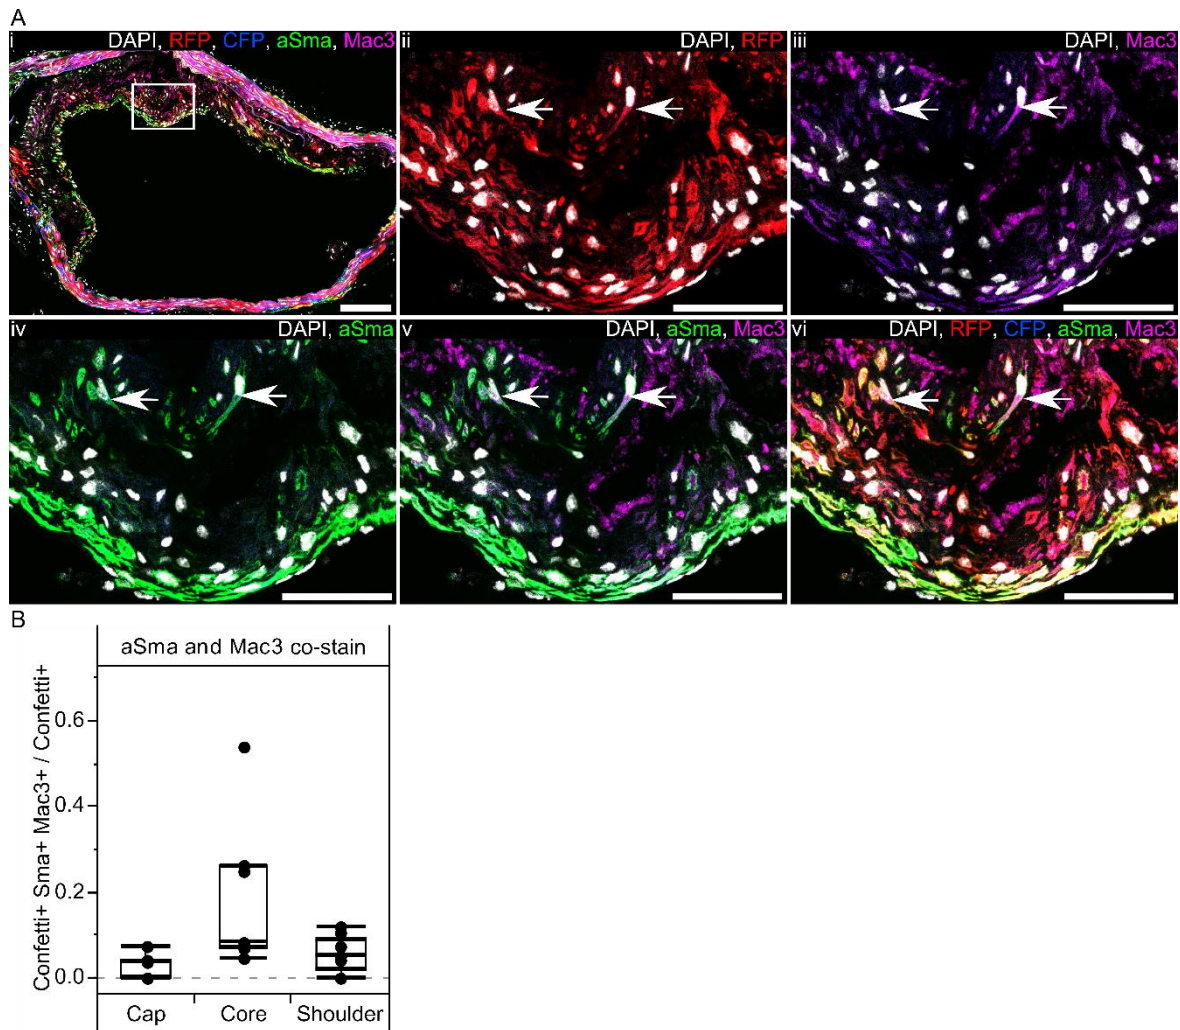 A
i DAPI, RFP, CFP, aSma, Mac3
ii DAPI, RFP
iii DAPI, Mac3
iv DAPI, aSma
v DAPI, aSma, Mac3
vi DAPI, RFP, CFP, aSma, Mac3
B
aSma and Mac3 co-stain
Confetti+ Sma+ Mac3+ / Confetti+
0.6
0.4
0.2
0.0
Cap Core Shoulder